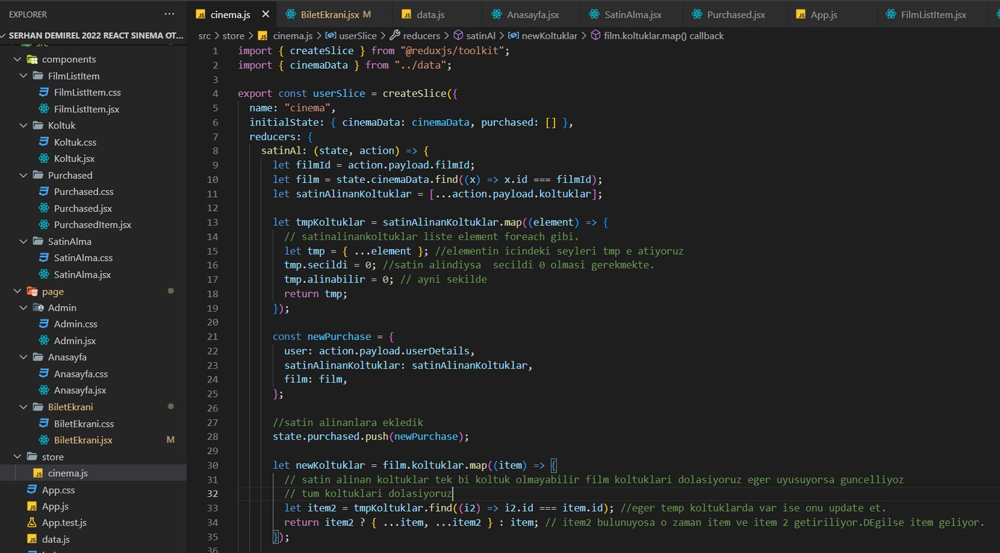 EXPLORER ...
cinema.js × BiletEkrani.jsx M data.js Anasayfa.jsx SatinAlma.jsx Purchased.jsx App.js FilmListItem.jsx
SERHAN DEMIREL 2022 REACT SINEMA OT...
src
components
FilmListItem
FilmListItem.css
FilmListItem.jsx
Koltuk
Koltuk.css
Koltuk.jsx
Purchased
Purchased.css
Purchased.jsx
PurchasedItem.jsx
SatinAlma
SatinAlma.css
SatinAlma.jsx
page
Admin
Admin.css
Admin.jsx
Anasayfa
Anasayfa.css
Anasayfa.jsx
BiletEkrani
BiletEkrani.css
BiletEkrani.jsx M
store
cinema.js
App.css
App.js
App.test.js
data.js
src > store > cinema.js > userSlice > reducers > satinAl > newKoltuklar > film.koltuklar.map() callback
1 import { createSlice } from "@reduxjs/toolkit";
2 import { cinemaData } from "../data";
3
4 export const userSlice = createSlice({
5 name: "cinema",
6 initialState: { cinemaData: cinemaData, purchased: [] },
7 reducers: {
8 satinAl: (state, action) => {
9 let filmId = action.payload.filmId;
10 let film = state.cinemaData.find((x) => x.id === filmId);
11 let satinAlinanKoltuklar = [...action.payload.koltuklar];
12
13 let tmpKoltuklar = satinAlinanKoltuklar.map((element) => {
14 // satinalinankoltuklar liste element foreach gibi.
15 let tmp = { ...element }; //elementin icindeki seyleri tmp e atiyoruz
16 tmp.secildi = 0; //satin alindiysa  secildi 0 olmasi gerekmekte.
17 tmp.alinabilir = 0; // ayni sekilde
18 return tmp;
19 });
20
21 const newPurchase = {
22 user: action.payload.userDetails,
23 satinAlinanKoltuklar: satinAlinanKoltuklar,
24 film: film,
25 };
26
27 //satin alinanlara ekledik
28 state.purchased.push(newPurchase);
29
30 let newKoltuklar = film.koltuklar.map((item) => {
31 // satin alinan koltuklar tek bi koltuk olmayabilir film koltuklari dolasiyoruz eger uyusuyorsa guncelliyoz
32 // tum koltuklari dolasiyoruz
33 let item2 = tmpKoltuklar.find((i2) => i2.id === item.id); //eger temp koltuklarda var ise onu update et.
34 return item2 ? { ...item, ...item2 } : item; // item2 bulunuyosa o zaman item ve item 2 getiriliyor.DEgilse item geliyor.
35 });
36